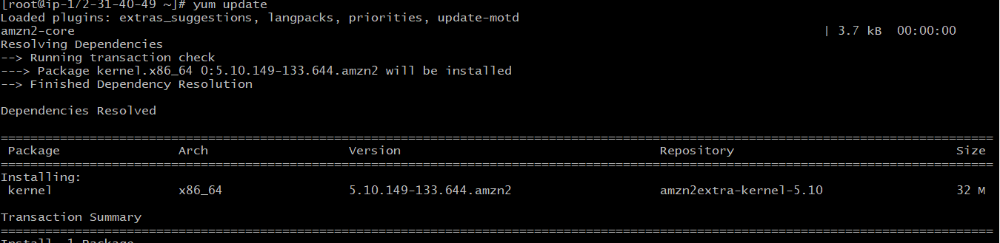 [root@ip-172-31-40-49 ~]# yum update
Loaded plugins: extras_suggestions, langpacks, priorities, update-motd
amzn2-core | 3.7 kB 00:00:00
Resolving Dependencies
--> Running transaction check
---> Package kernel.x86_64 0:5.10.149-133.644.amzn2 will be installed
--> Finished Dependency Resolution
Dependencies Resolved
================================================================================
Package Arch Version Repository Size
================================================================================
Installing:
kernel x86_64 5.10.149-133.644.amzn2 amzn2extra-kernel-5.10 32 M
Transaction Summary
================================================================================
Install 1 Package